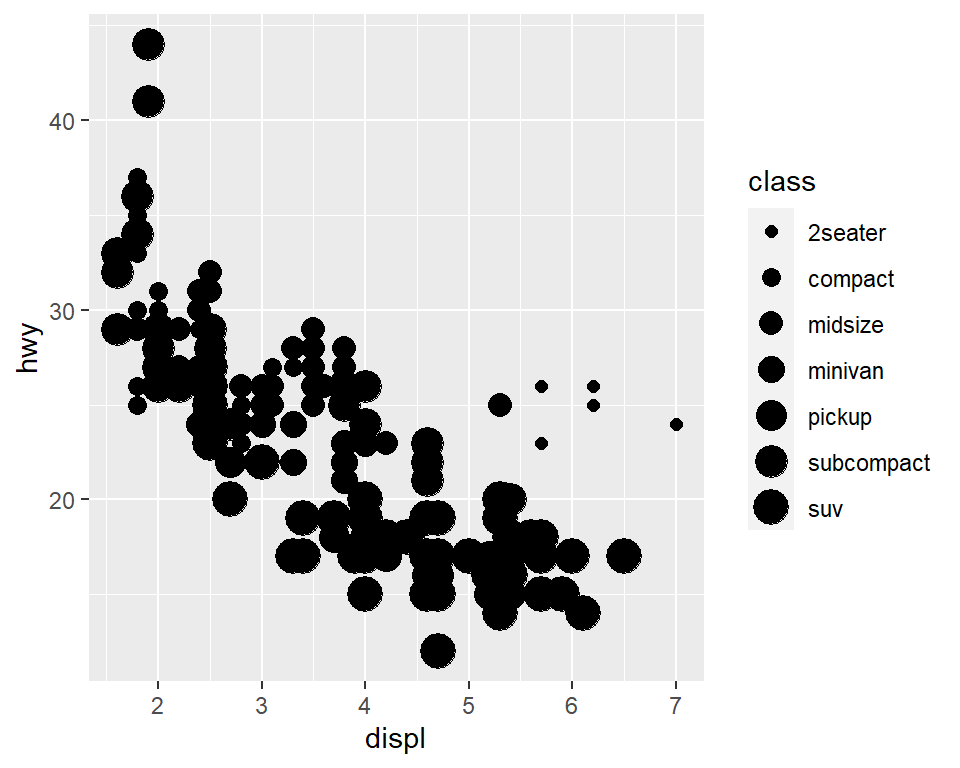 40
30
20
hwy
2 3 4 5 6 7
displ
class
2seater
compact
midsize
minivan
pickup
subcompact
suv